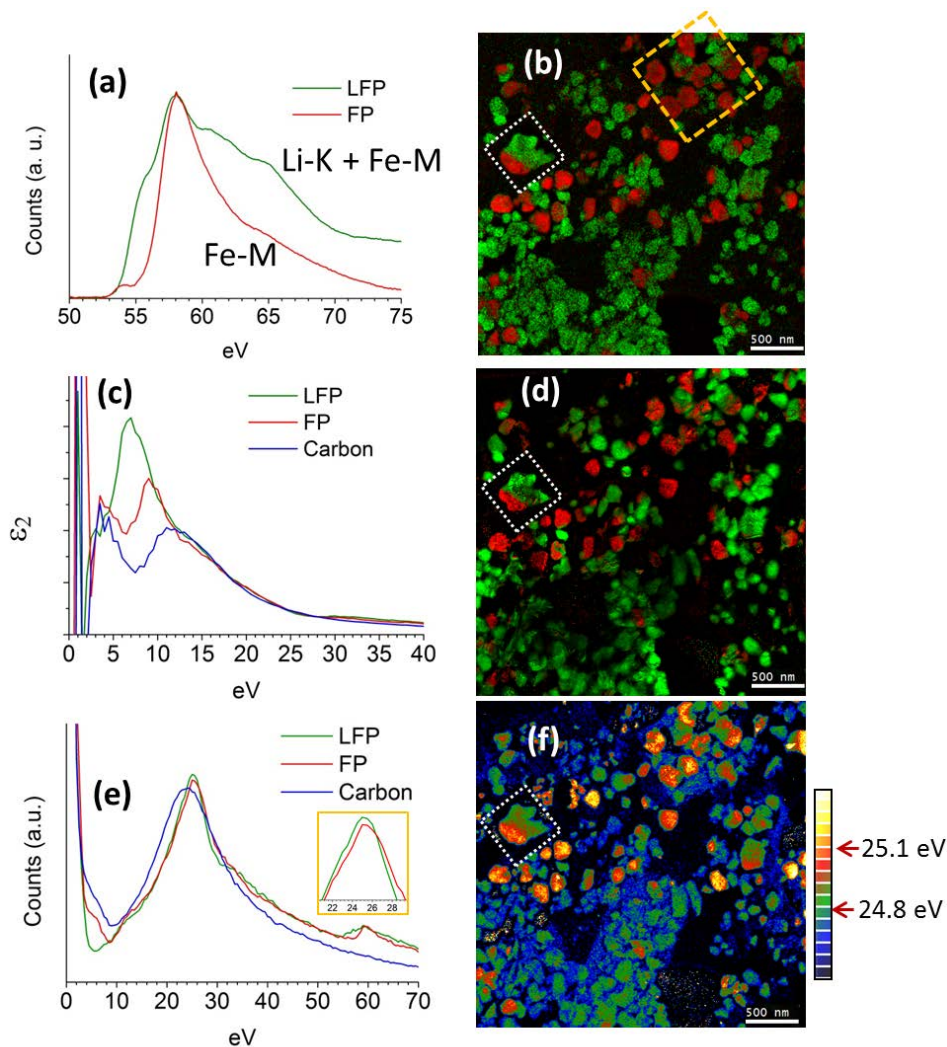 (a)
LFP
FP
Li-K + Fe-M
Fe-M
Counts (a. u.)
50 55 60 65 70 75
eV
(b)
500 nm
(c)
LFP
FP
Carbon
ε₂
0 5 10 15 20 25 30 35 40
eV
(d)
500 nm
(e)
LFP
FP
Carbon
22 24 26 28
Counts (a.u.)
0 10 20 30 40 50 60 70
eV
(f)
500 nm
25.1 eV
24.8 eV